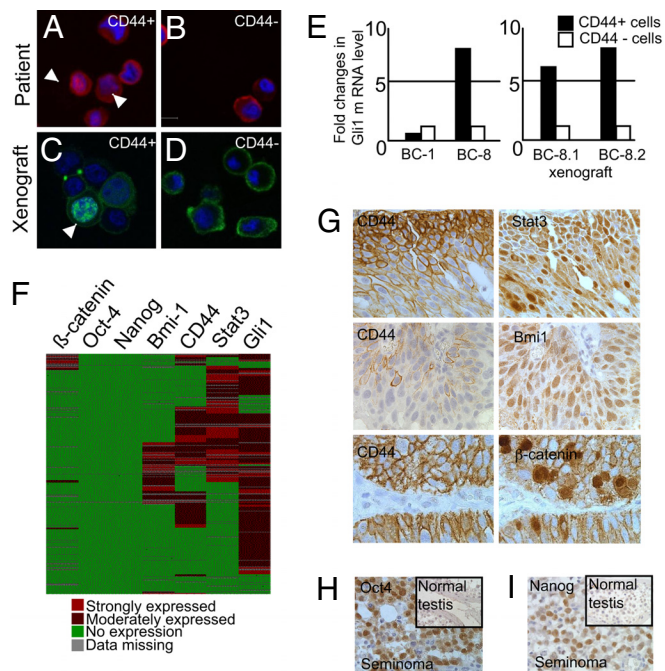 A
CD44+
B
CD44-
Patient
C
CD44+
D
CD44-
Xenograft
E
CD44+ cells
CD44 - cells
Fold changes in
Gli1 m RNA level
10
5
0
BC-1
BC-8
10
5
0
BC-8.1
BC-8.2
xenograft
F
ß-catenin
Oct-4
Nanog
Bmi-1
CD44
Stat3
Gli1
Strongly expressed
Moderately expressed
No expression
Data missing
G
CD44
Stat3
CD44
Bmi1
CD44
ß-catenin
H
Oct4
Normal
testis
Seminoma
I
Nanog
Normal
testis
Seminoma